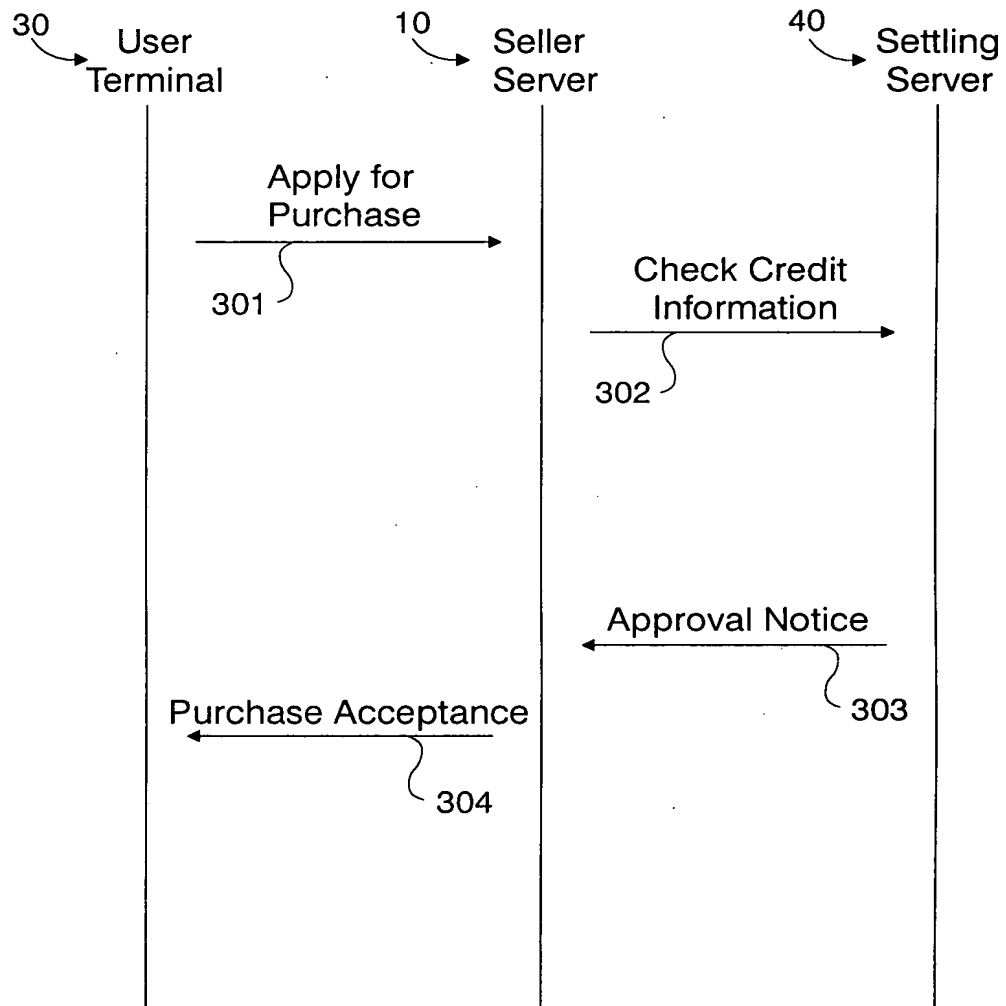 30
User
Terminal
10
Seller
Server
40
Settling
Server
Apply for
Purchase
301
Check Credit
Information
302
Approval Notice
303
Purchase Acceptance
304